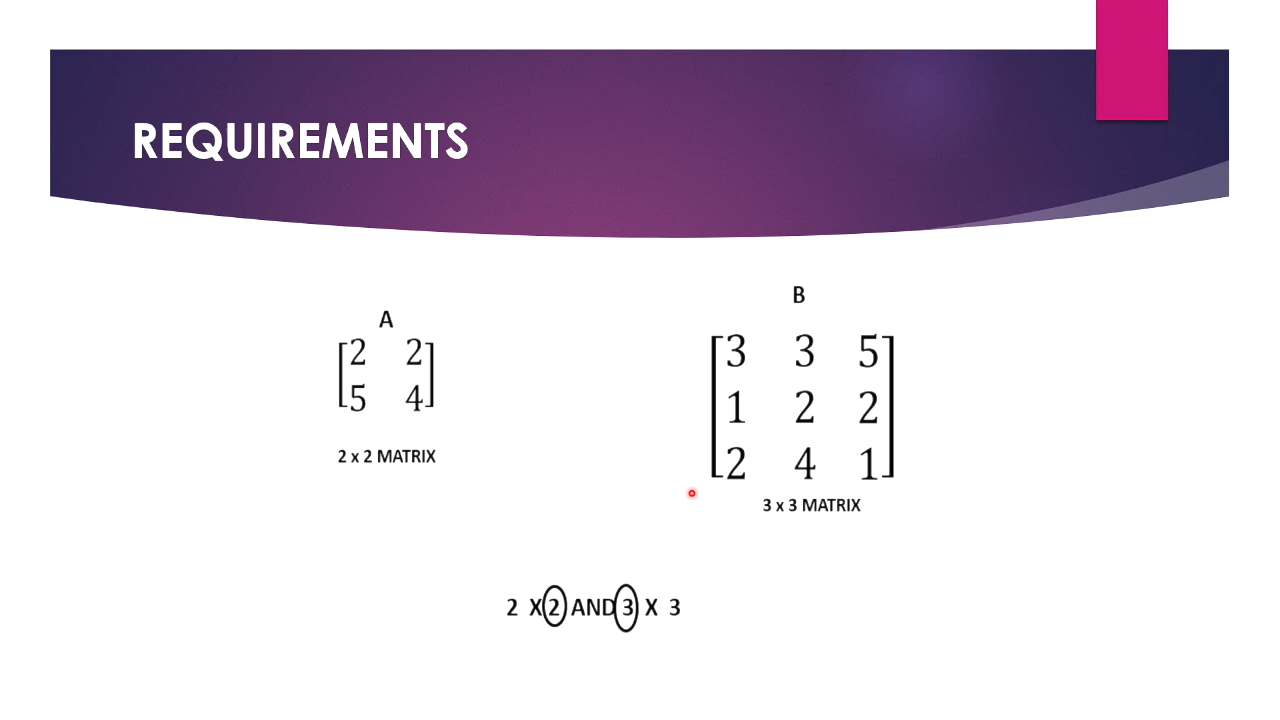 REQUIREMENTS
A
2 2
5 4
2 x 2 MATRIX
B
3 3 5
1 2 2
2 4 1
3 x 3 MATRIX
2 X 2 AND 3 X 3